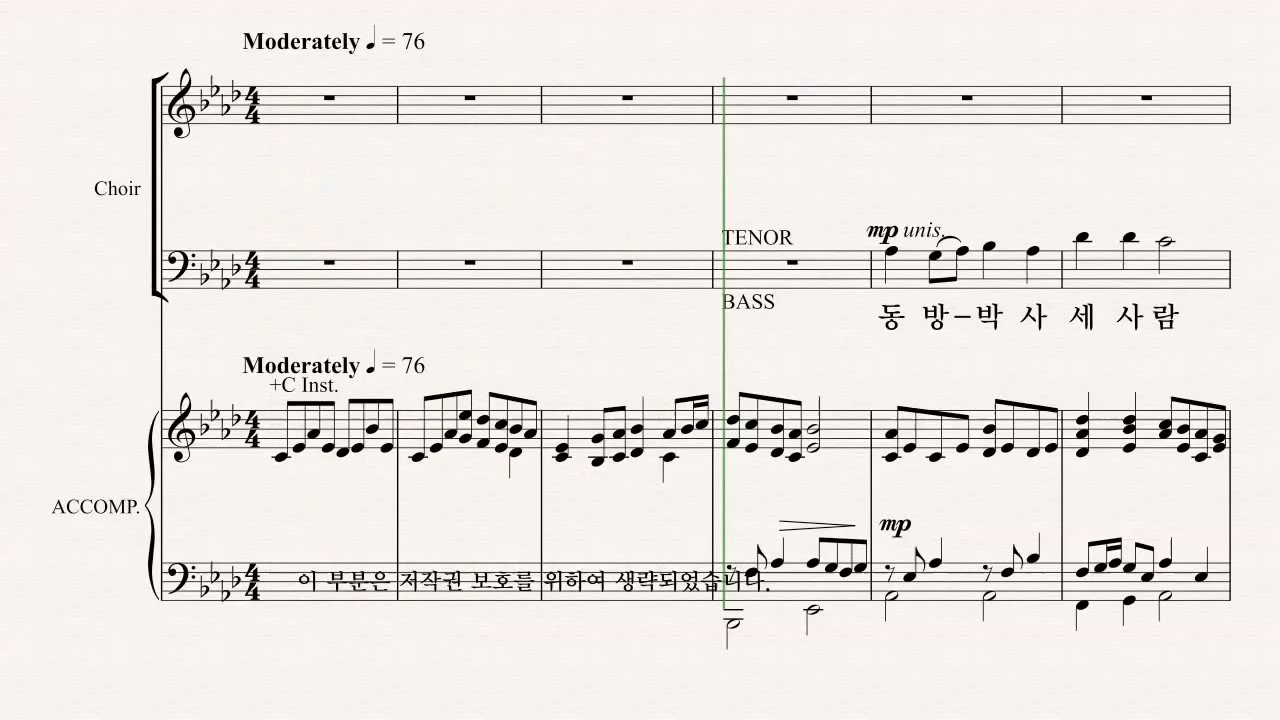 Moderately ♩ = 76
Choir
TENOR
mp unis.
BASS
동 방 – 박 사 세 사 람
Moderately ♩ = 76
+C Inst.
ACCOMP.
mp
이 부분은 저작권 보호를 위하여 생략되었습니다.